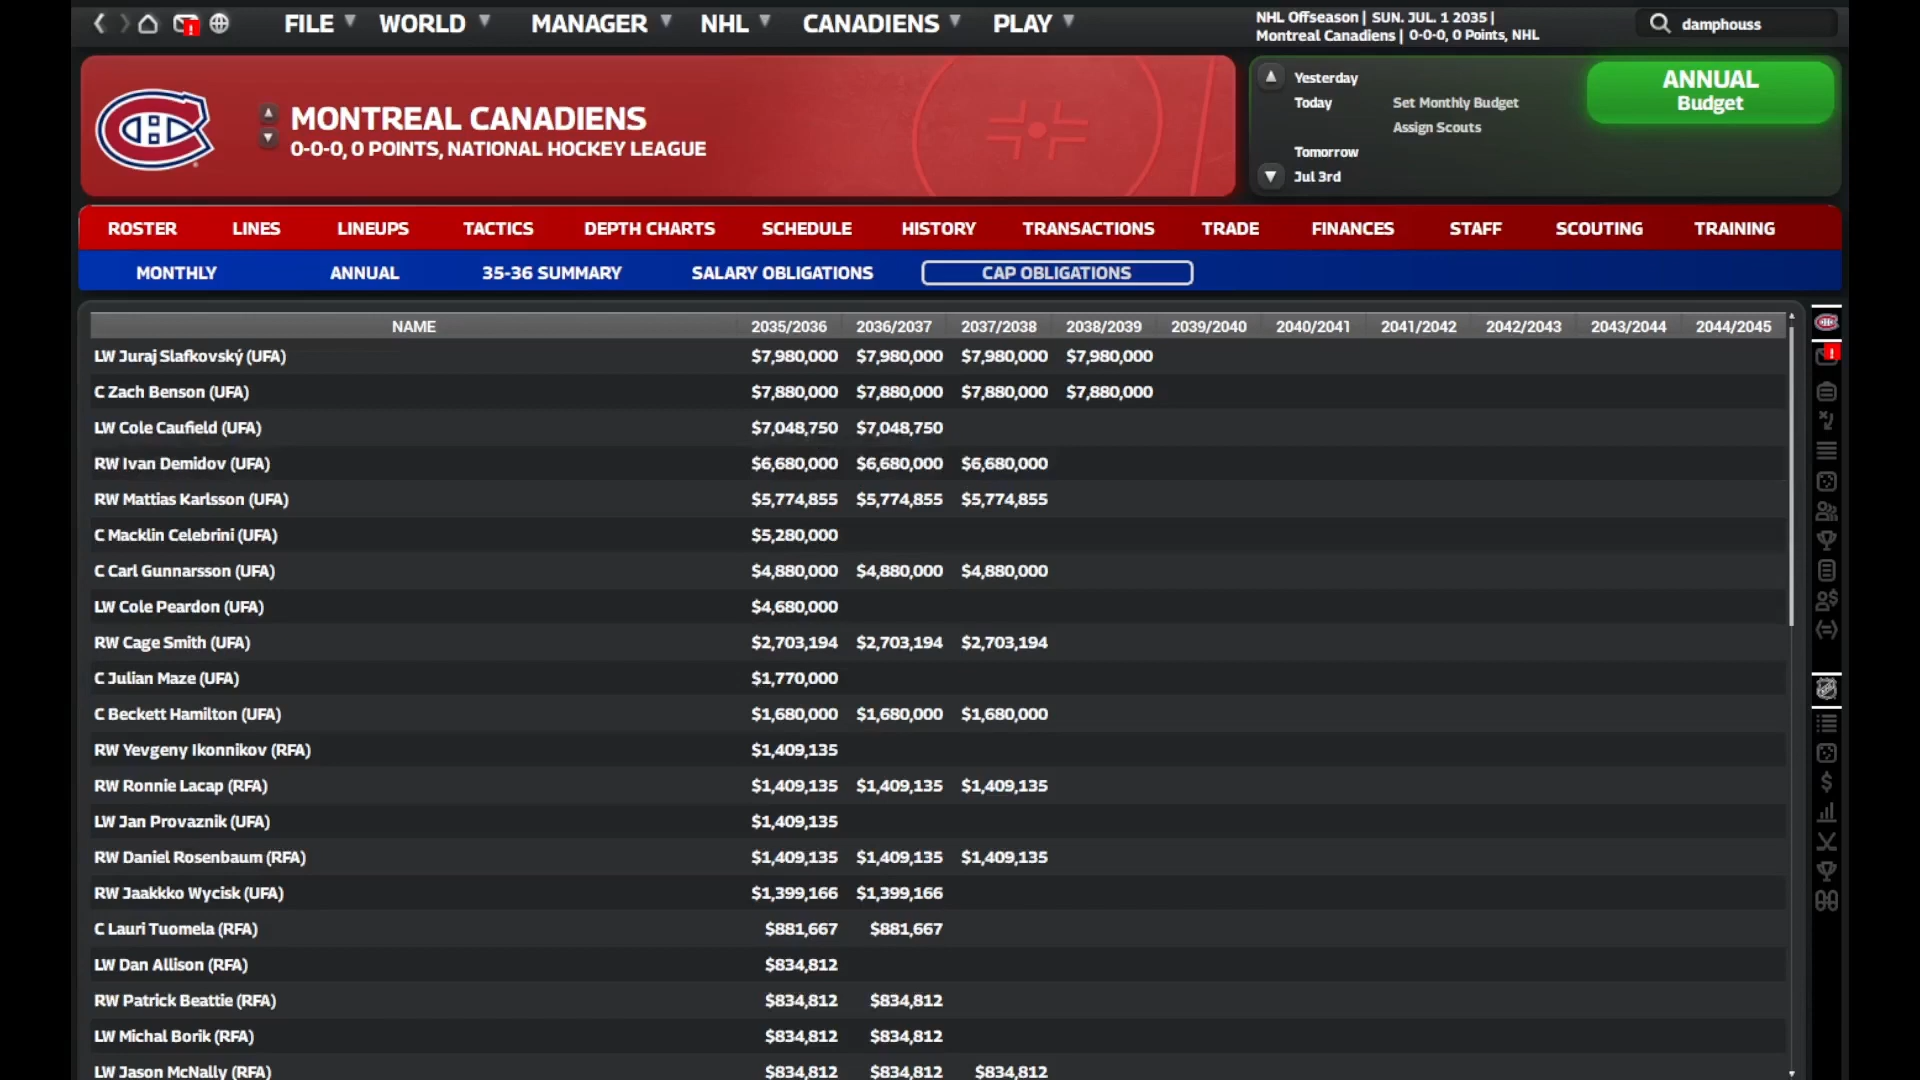 FILE WORLD MANAGER NHL CANADIENS PLAY
NHL Offseason | SUN. JUL. 1 2035 |
Montreal Canadiens | 0-0-0, 0 Points, NHL
damphouss
MONTREAL CANADIENS
0-0-0, 0 POINTS, NATIONAL HOCKEY LEAGUE
Yesterday
Today Set Monthly Budget
Assign Scouts
Tomorrow
Jul 3rd
ANNUAL
Budget
ROSTER LINES LINEUPS TACTICS DEPTH CHARTS SCHEDULE HISTORY TRANSACTIONS TRADE FINANCES STAFF SCOUTING TRAINING
MONTHLY ANNUAL 35-36 SUMMARY SALARY OBLIGATIONS CAP OBLIGATIONS
NAME 2035/2036 2036/2037 2037/2038 2038/2039 2039/2040 2040/2041 2041/2042 2042/2043 2043/2044 2044/2045
LW Juraj Slafkovský (UFA) $7,980,000 $7,980,000 $7,980,000 $7,980,000
C Zach Benson (UFA) $7,880,000 $7,880,000 $7,880,000 $7,880,000
LW Cole Caufield (UFA) $7,048,750 $7,048,750
RW Ivan Demidov (UFA) $6,680,000 $6,680,000 $6,680,000
RW Mattias Karlsson (UFA) $5,774,855 $5,774,855 $5,774,855
C Macklin Celebrini (UFA) $5,280,000
C Carl Gunnarsson (UFA) $4,880,000 $4,880,000 $4,880,000
LW Cole Peardon (UFA) $4,680,000
RW Cage Smith (UFA) $2,703,194 $2,703,194 $2,703,194
C Julian Maze (UFA) $1,770,000
C Beckett Hamilton (UFA) $1,680,000 $1,680,000 $1,680,000
RW Yevgeny Ikonnikov (RFA) $1,409,135
RW Ronnie Lacap (RFA) $1,409,135 $1,409,135 $1,409,135
LW Jan Provaznik (UFA) $1,409,135
RW Daniel Rosenbaum (RFA) $1,409,135 $1,409,135 $1,409,135
RW Jaakkko Wycisk (UFA) $1,399,166 $1,399,166
C Lauri Tuomela (RFA) $881,667 $881,667
LW Dan Allison (RFA) $834,812
RW Patrick Beattie (RFA) $834,812 $834,812
LW Michal Borik (RFA) $834,812 $834,812
LW Jason McNally (RFA) $834,812 $834,812 $834,812